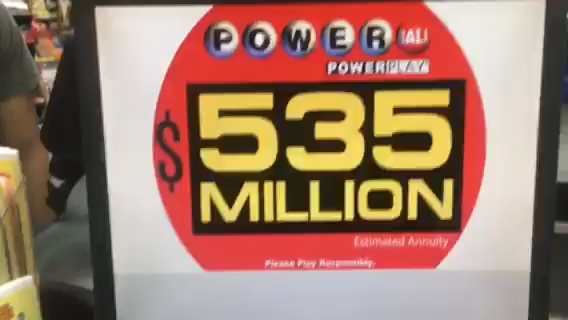 POWERBALL
POWERPLAY
$535
MILLION
Estimated Annuity
Please Play Responsibly.